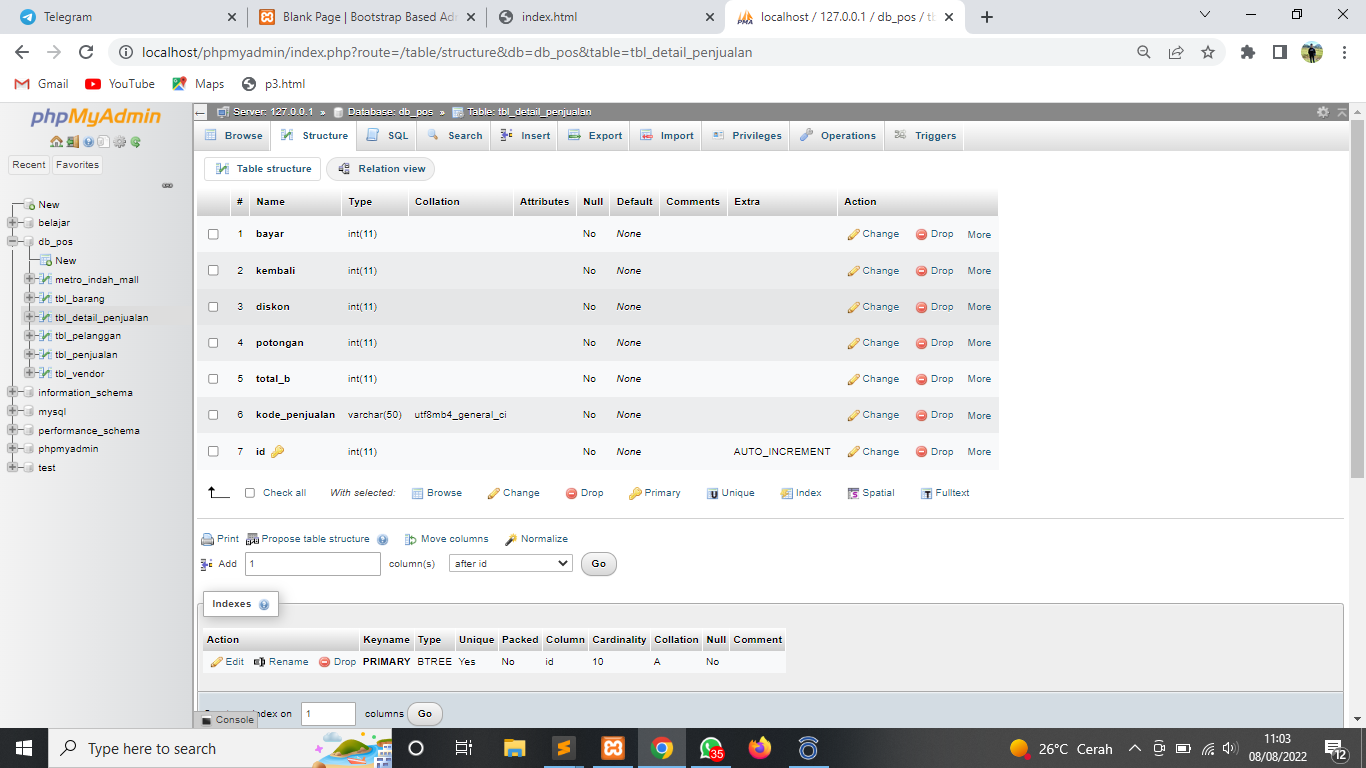 Telegram
Blank Page | Bootstrap Based Adr
index.html
localhost / 127.0.0.1 / db_pos / tb
localhost/phpmyadmin/index.php?route=/table/structure&db=db_pos&table=tbl_detail_penjualan
Gmail YouTube Maps p3.html
phpMyAdmin
Recent Favorites
New
belajar
db_pos
New
metro_indah_mall
tbl_barang
tbl_detail_penjualan
tbl_pelanggan
tbl_penjualan
tbl_vendor
information_schema
mysql
performance_schema
phpmyadmin
test
Server: 127.0.0.1 » Database: db_pos » Table: tbl_detail_penjualan
Browse Structure SQL Search Insert Export Import Privileges Operations Triggers
Table structure Relation view
# Name Type Collation Attributes Null Default Comments Extra Action
1 bayar int(11) No None Change Drop More
2 kembali int(11) No None Change Drop More
3 diskon int(11) No None Change Drop More
4 potongan int(11) No None Change Drop More
5 total_b int(11) No None Change Drop More
6 kode_penjualan varchar(50) utf8mb4_general_ci No None Change Drop More
7 id int(11) No None AUTO_INCREMENT Change Drop More
Check all With selected: Browse Change Drop Primary Unique Index Spatial Fulltext
Print Propose table structure Move columns Normalize
Add 1 column(s) after id Go
Indexes
Action Keyname Type Unique Packed Column Cardinality Collation Null Comment
Edit Rename Drop PRIMARY BTREE Yes No id 10 A No
index on 1 columns Go
Console
Type here to search
35
26°C Cerah
11:03
08/08/2022
12